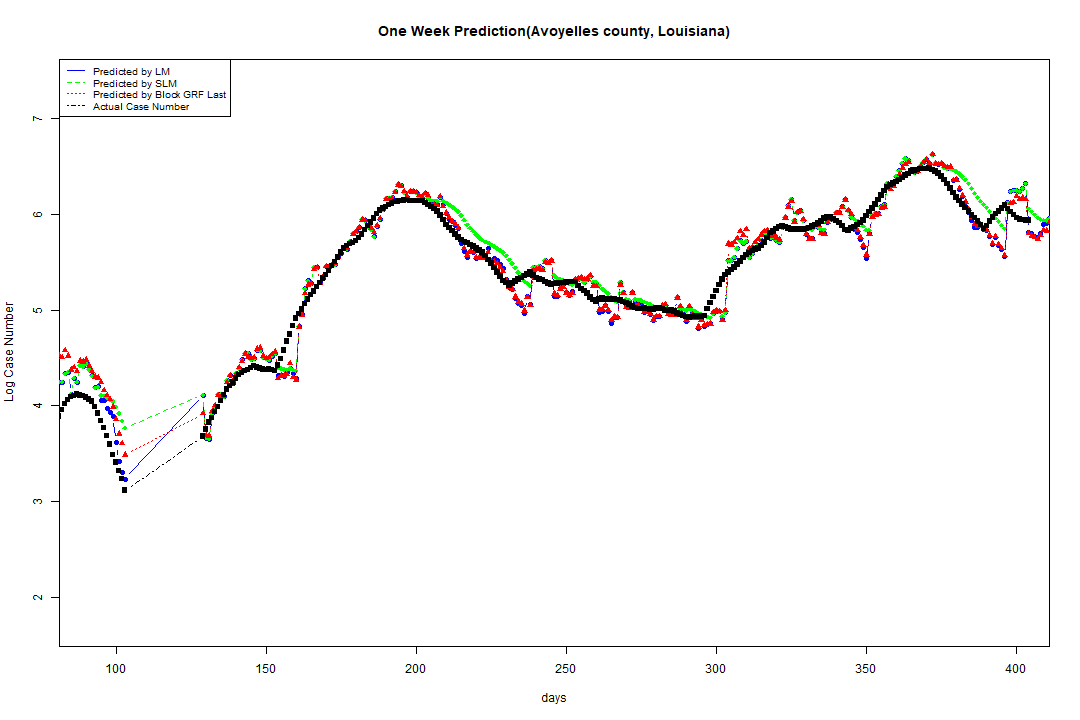 One Week Prediction(Avoyelles county, Louisiana)
Predicted by LM
Predicted by SLM
Predicted by Block GRF Last
Actual Case Number
7
6
5
4
3
2
Log Case Number
100 150 200 250 300 350 400
days